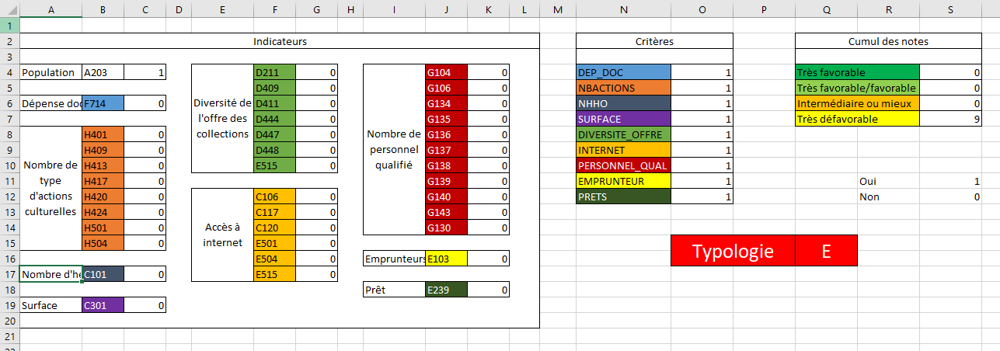 A B C D E F G H I J K L M N O P Q R S
1
2 Indicateurs Critères Cumul des notes
3
4 Population A203 1 D211 0 G104 0 DEP_DOC 1 Très favorable 0
5 D409 0 G106 0 NBACTIONS 1 Très favorable/favorable 0
6 Dépense doc F714 0 Diversité de D411 0 G134 0 NHHO 1 Intermédiaire ou mieux 0
7 l'offre des D444 0 G135 0 SURFACE 1 Très défavorable 9
8 H401 0 collections D447 0 Nombre de G136 0 DIVERSITE_OFFRE 1
9 H409 0 D448 0 personnel G137 0 INTERNET 1
10 Nombre de H413 0 E515 0 qualifié G138 0 PERSONNEL_QUAL 1
11 type H417 0 G139 0 EMPRUNTEUR 1 Oui 1
12 d'actions H420 0 C106 0 G140 0 PRETS 1 Non 0
13 culturelles H424 0 C117 0 G143 0
14 H501 0 Accès à C120 0 G130 0
15 H504 0 internet E501 0 Typologie E
16 E504 0 Emprunteurs E103 0
17 Nombre d'he C101 0 E515 0
18 Prêt E239 0
19 Surface C301 0
20
21